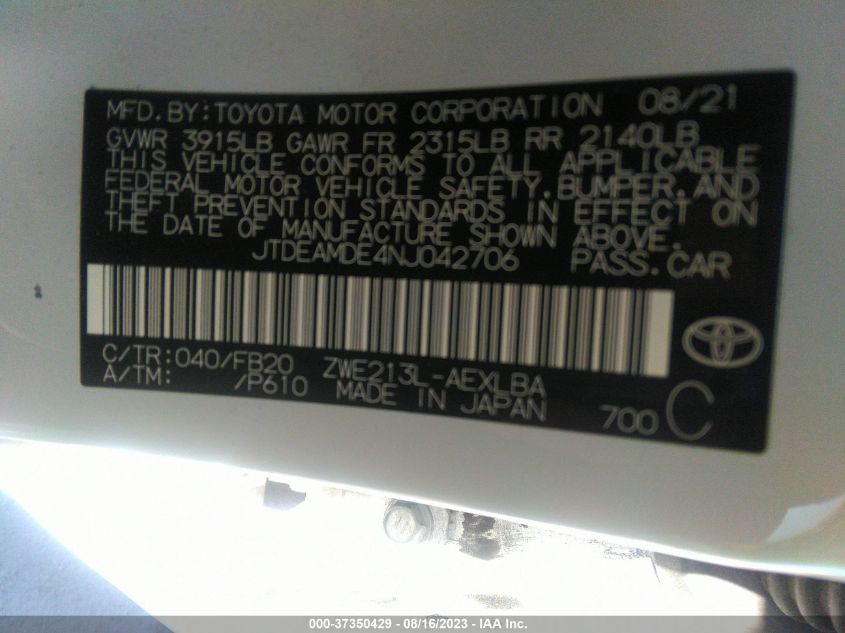 MFD. BY: TOYOTA MOTOR CORPORATION 08/21
GVWR 3915LB GAWR FR 2315LB RR 2140LB
THIS VEHICLE CONFORMS TO ALL APPLICABLE
FEDERAL MOTOR VEHICLE SAFETY, BUMPER, AND
THEFT PREVENTION STANDARDS IN EFFECT ON
THE DATE OF MANUFACTURE SHOWN ABOVE.
JTDEAMDE4NJ042706 PASS. CAR
C/TR: 040/FB20 ZWE213L-AEXLBA
A/TM: /P610 MADE IN JAPAN 700 C
000-37350429 - 08/16/2023 - IAA Inc.